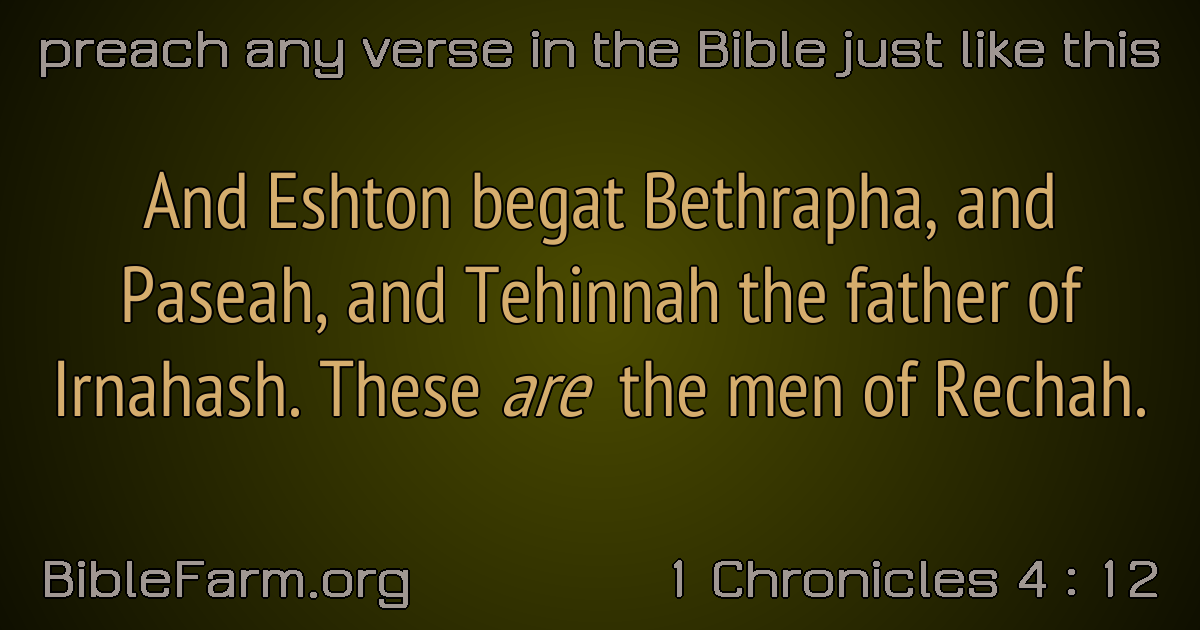 preach any verse in the Bible just like this
And Eshton begat Bethrapha, and
Paseah, and Tehinnah the father of
Irnahash. These are the men of Rechah.
BibleFarm.org
1 Chronicles 4 : 12